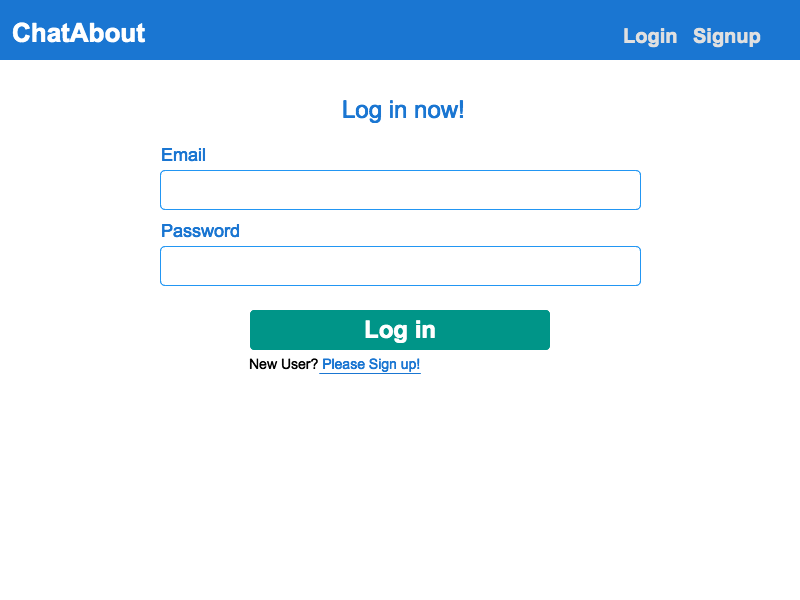 ChatAbout
Login Signup
Log in now!
Email
Password
Log in
New User? Please Sign up!